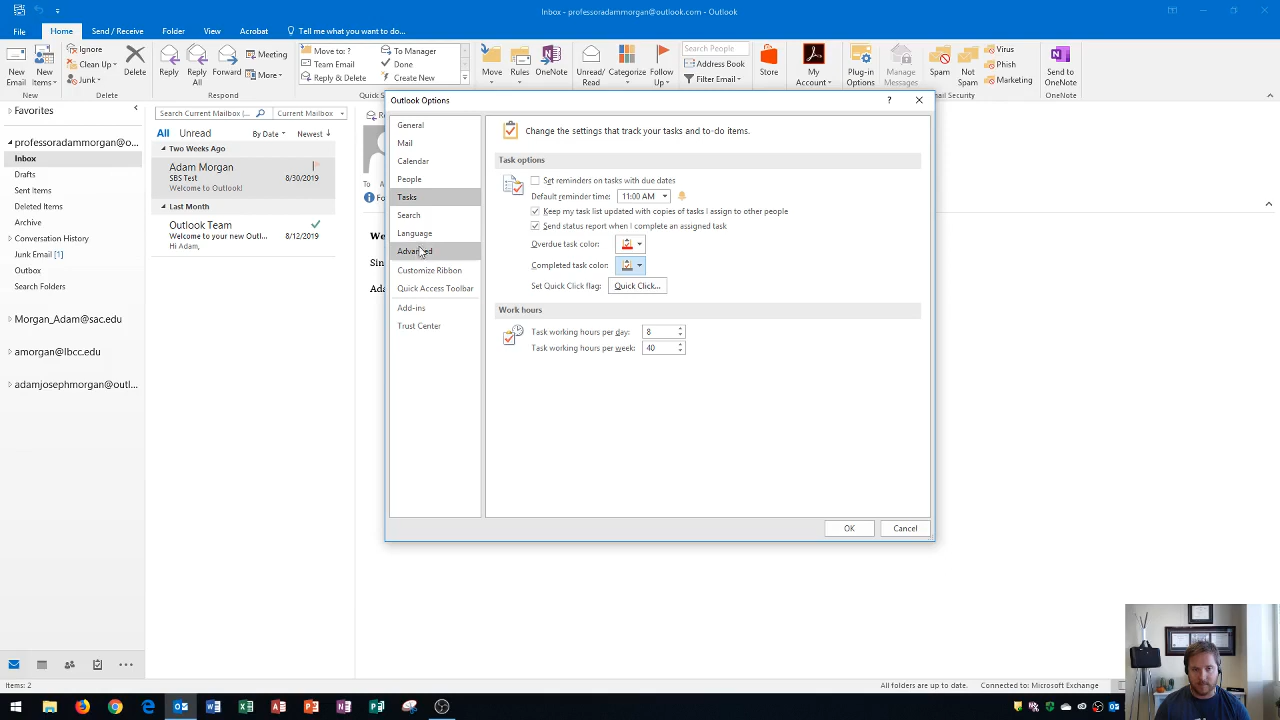 Inbox - professoradammorgan@outlook.com - Outlook
File Home Send / Receive Folder View Acrobat Tell me what you want to do...
New Email
New Items
Ignore
Clean Up
Junk
Delete
Delete
Reply
Reply All
Forward
Meeting
More
Respond
Move to: ?
Team Email
Reply & Delete
To Manager
Done
Create New
Move
Rules
OneNote
Unread/ Read
Categorize
Follow Up
Search People
Address Book
Filter Email
Store
My Account
Plug-in Options
Manage Messages
Spam
Not Spam
Virus
Phish
Marketing
Send to OneNote
OneNote
Favorites
professoradammorgan@o...
Inbox
Drafts
Sent Items
Deleted Items
Archive
Conversation History
Junk Email [1]
Outbox
Search Folders
Morgan_Adam@sac.edu
amorgan@lbcc.edu
adamjosephmorgan@outl...
Current Mailbox
All Unread By Date Newest ↓
Two Weeks Ago
Adam Morgan
SBS Test 8/30/2019
Welcome to Outlook!
Last Month
Outlook Team
Welcome to your new Outl... 8/12/2019
Hi Adam,
To
Outlook Options
?
General
Mail
Calendar
People
Tasks
Search
Language
Advanced
Customize Ribbon
Quick Access Toolbar
Add-ins
Trust Center
Change the settings that track your tasks and to-do items.
Task options
Set reminders on tasks with due dates
Default reminder time: 11:00 AM
Keep my task list updated with copies of tasks I assign to other people
Send status report when I complete an assigned task
Overdue task color:
Completed task color:
Set Quick Click flag: Quick Click...
Work hours
Task working hours per day: 8
Task working hours per week: 40
OK Cancel
Items: 2 All folders are up to date. Connected to: Microsoft Exchange